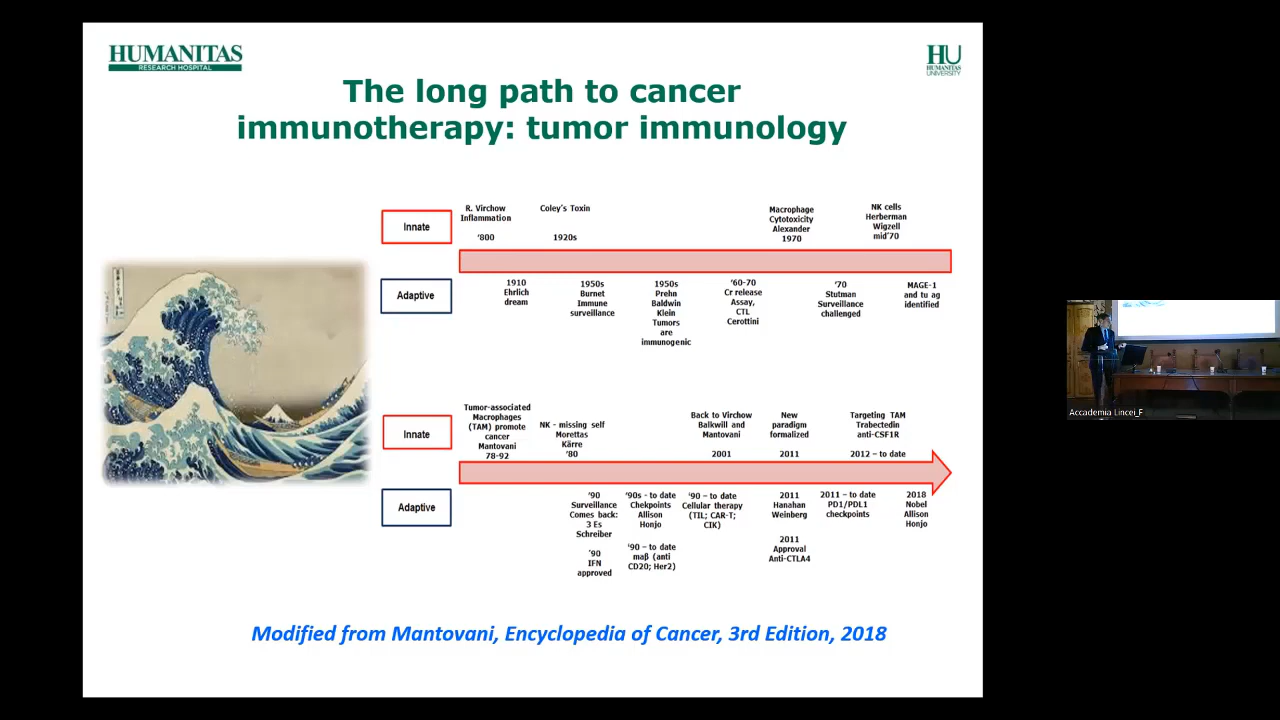 HUMANITAS
RESEARCH HOSPITAL
HU
HUMANITAS
UNIVERSITY
The long path to cancer
immunotherapy: tumor immunology
Innate
R. Virchow
Inflammation
‘800
Coley’s Toxin
1920s
Macrophage
Cytotoxicity
Alexander
1970
NK cells
Herberman
Wigzell
mid’70
Adaptive
1910
Ehrlich
dream
1950s
Burnet
Immune
surveillance
1950s
Prehn
Baldwin
Klein
Tumors
are
immunogenic
‘60-70
Cr release
Assay,
CTL
Cerottini
‘70
Stutman
Surveillance
challenged
MAGE-1
and tu ag
identified
Innate
Tumor-associated
Macrophages
(TAM) promote
cancer
Mantovani
78-92
NK - missing self
Morettas
Kärre
‘80
Back to Virchow
Balkwill and
Mantovani
2001
New
paradigm
formalized
2011
Targeting TAM
Trabectedin
anti-CSF1R
2012 – to date
Adaptive
‘90
Surveillance
Comes back:
3 Es
Schreiber
‘90
IFN
approved
‘90s - to date
Chekpoints
Allison
Honjo
‘90 – to date
maβ (anti
CD20; Her2)
‘90 – to date
Cellular therapy
(TIL; CAR-T;
CIK)
2011
Hanahan
Weinberg
2011
Approval
Anti-CTLA4
2011 – to date
PD1/PDL1
checkpoints
2018
Nobel
Allison
Honjo
Modified from Mantovani, Encyclopedia of Cancer, 3rd Edition, 2018
Accademia Lincei_F